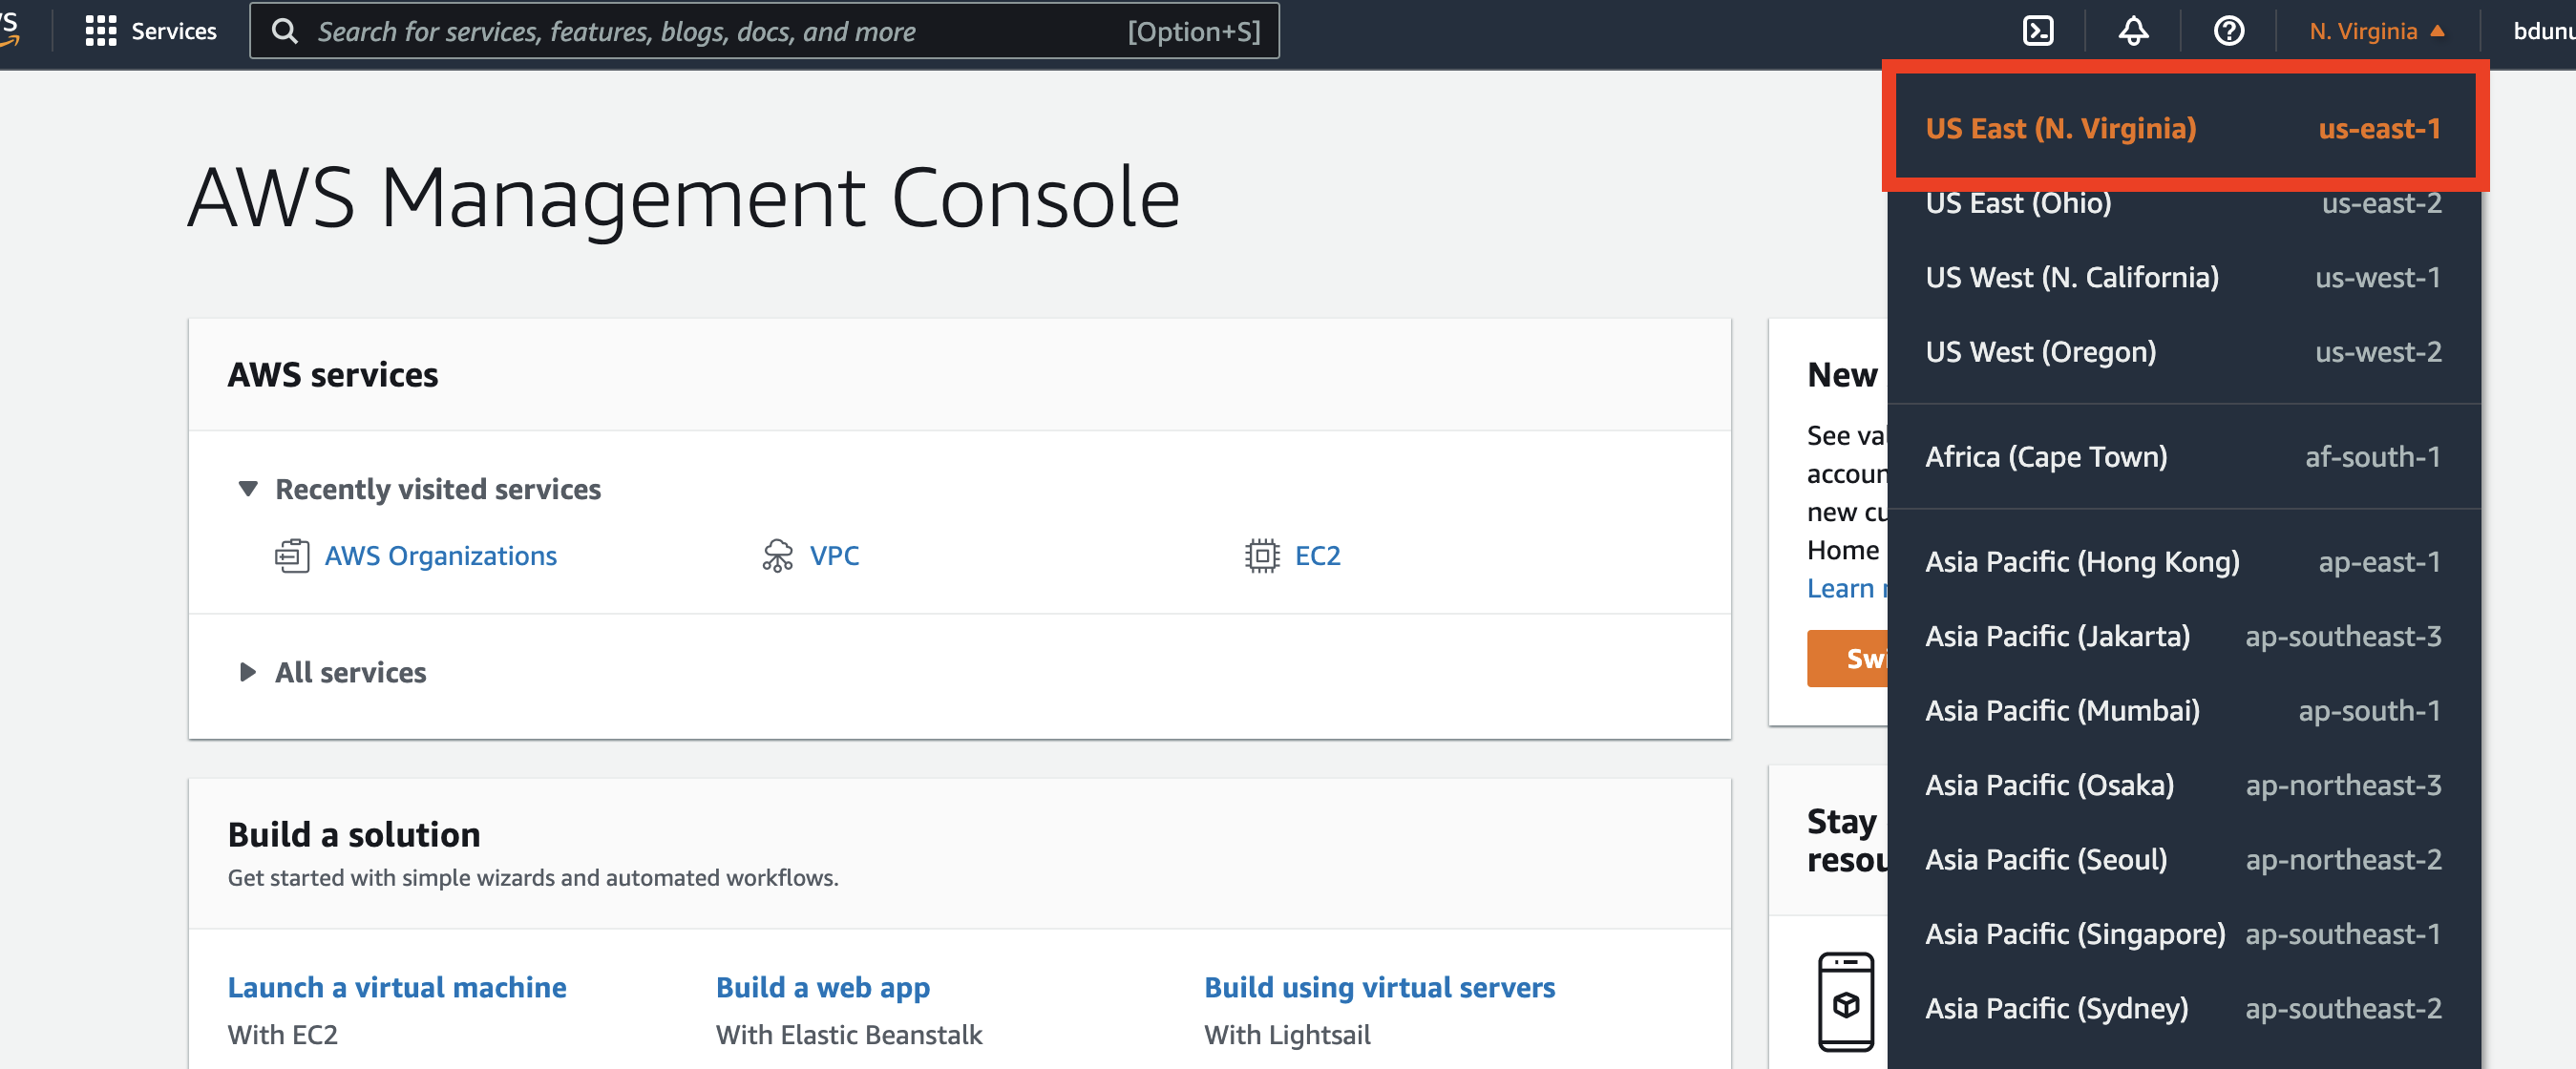 Services
Search for services, features, blogs, docs, and more [Option+S]
N. Virginia
AWS Management Console
AWS services
Recently visited services
AWS Organizations
VPC
EC2
All services
Build a solution
Get started with simple wizards and automated workflows.
Launch a virtual machine
With EC2
Build a web app
With Elastic Beanstalk
Build using virtual servers
With Lightsail
New
See
new
Home
Learn
Stay
US East (N. Virginia) us-east-1
US East (Ohio) us-east-2
US West (N. California) us-west-1
US West (Oregon) us-west-2
Africa (Cape Town) af-south-1
Asia Pacific (Hong Kong) ap-east-1
Asia Pacific (Jakarta) ap-southeast-3
Asia Pacific (Mumbai) ap-south-1
Asia Pacific (Osaka) ap-northeast-3
Asia Pacific (Seoul) ap-northeast-2
Asia Pacific (Singapore) ap-southeast-1
Asia Pacific (Sydney) ap-southeast-2